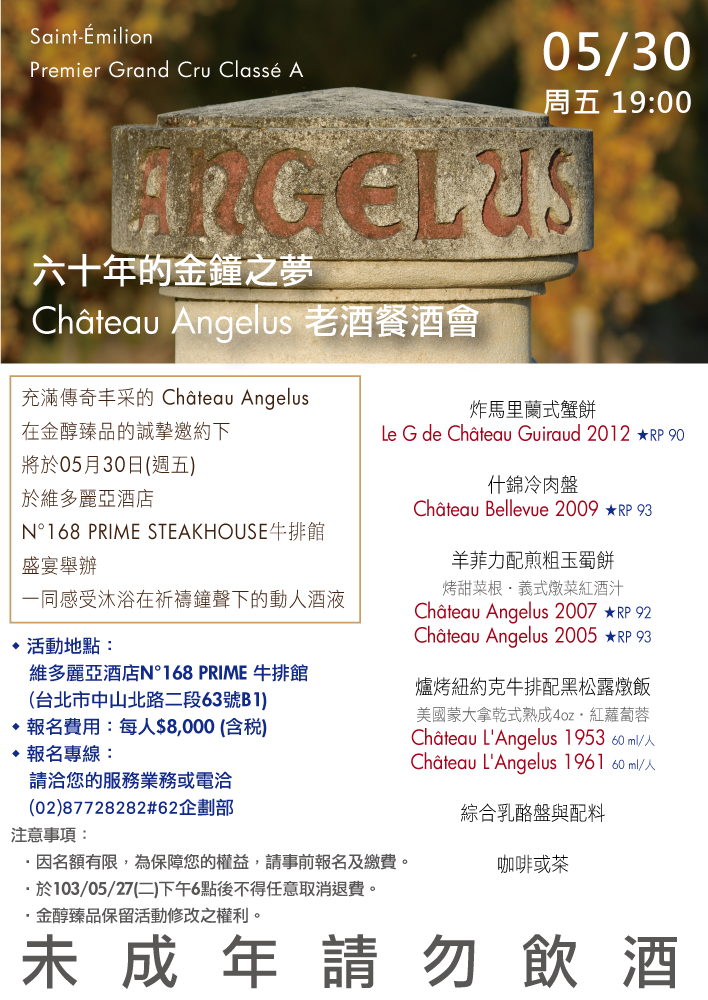 Saint-Émilion
Premier Grand Cru Classé A
05/30
周五 19:00
ANGELUS
六十年的金鐘之夢
Château Angelus 老酒餐酒會
充滿傳奇丰采的 Château Angelus
在金醇臻品的誠摯邀約下
將於05月30日(週五)
於維多麗亞酒店
N°168 PRIME STEAKHOUSE牛排館
盛宴舉辦
一同感受沐浴在祈禱鐘聲下的動人酒液
◆ 活動地點：
維多麗亞酒店N°168 PRIME 牛排館
(台北市中山北路二段63號B1)
◆ 報名費用：每人$8,000 (含稅)
◆ 報名專線：
請洽您的服務業務或電洽
(02)87728282#62企劃部
注意事項：
．因名額有限，為保障您的權益，請事前報名及繳費。
．於103/05/27(二)下午6點後不得任意取消退費。
．金醇臻品保留活動修改之權利。
炸馬里蘭式蟹餅
Le G de Château Guiraud 2012 ★RP 90
什錦冷肉盤
Château Bellevue 2009 ★RP 93
羊菲力配煎粗玉蜀餅
烤甜菜根．義式燉菜紅酒汁
Château Angelus 2007 ★RP 92
Château Angelus 2005 ★RP 93
爐烤紐約克牛排配黑松露燉飯
美國蒙大拿乾式熟成4oz．紅蘿蔔蓉
Château L'Angelus 1953 60 ml/人
Château L'Angelus 1961 60 ml/人
綜合乳酪盤與配料
咖啡或茶
未成年請勿飲酒